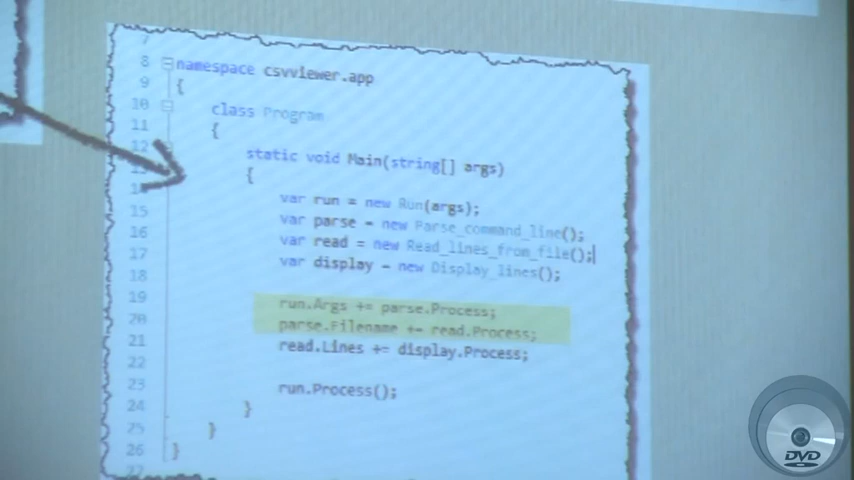 7
8 namespace csvviewer.app
9 {
10 class Program
11 {
12 static void Main(string[] args)
{
14 var run = new Run(args);
15 var parse = new Parse_command_line();
16 var read = new Read_lines_from_file();
17 var display = new Display_lines();
18
19 run.Args += parse.Process;
20 parse.Filename += read.Process;
21 read.Lines += display.Process;
22
23 run.Process();
24 }
25 }
26 }
27
DVD